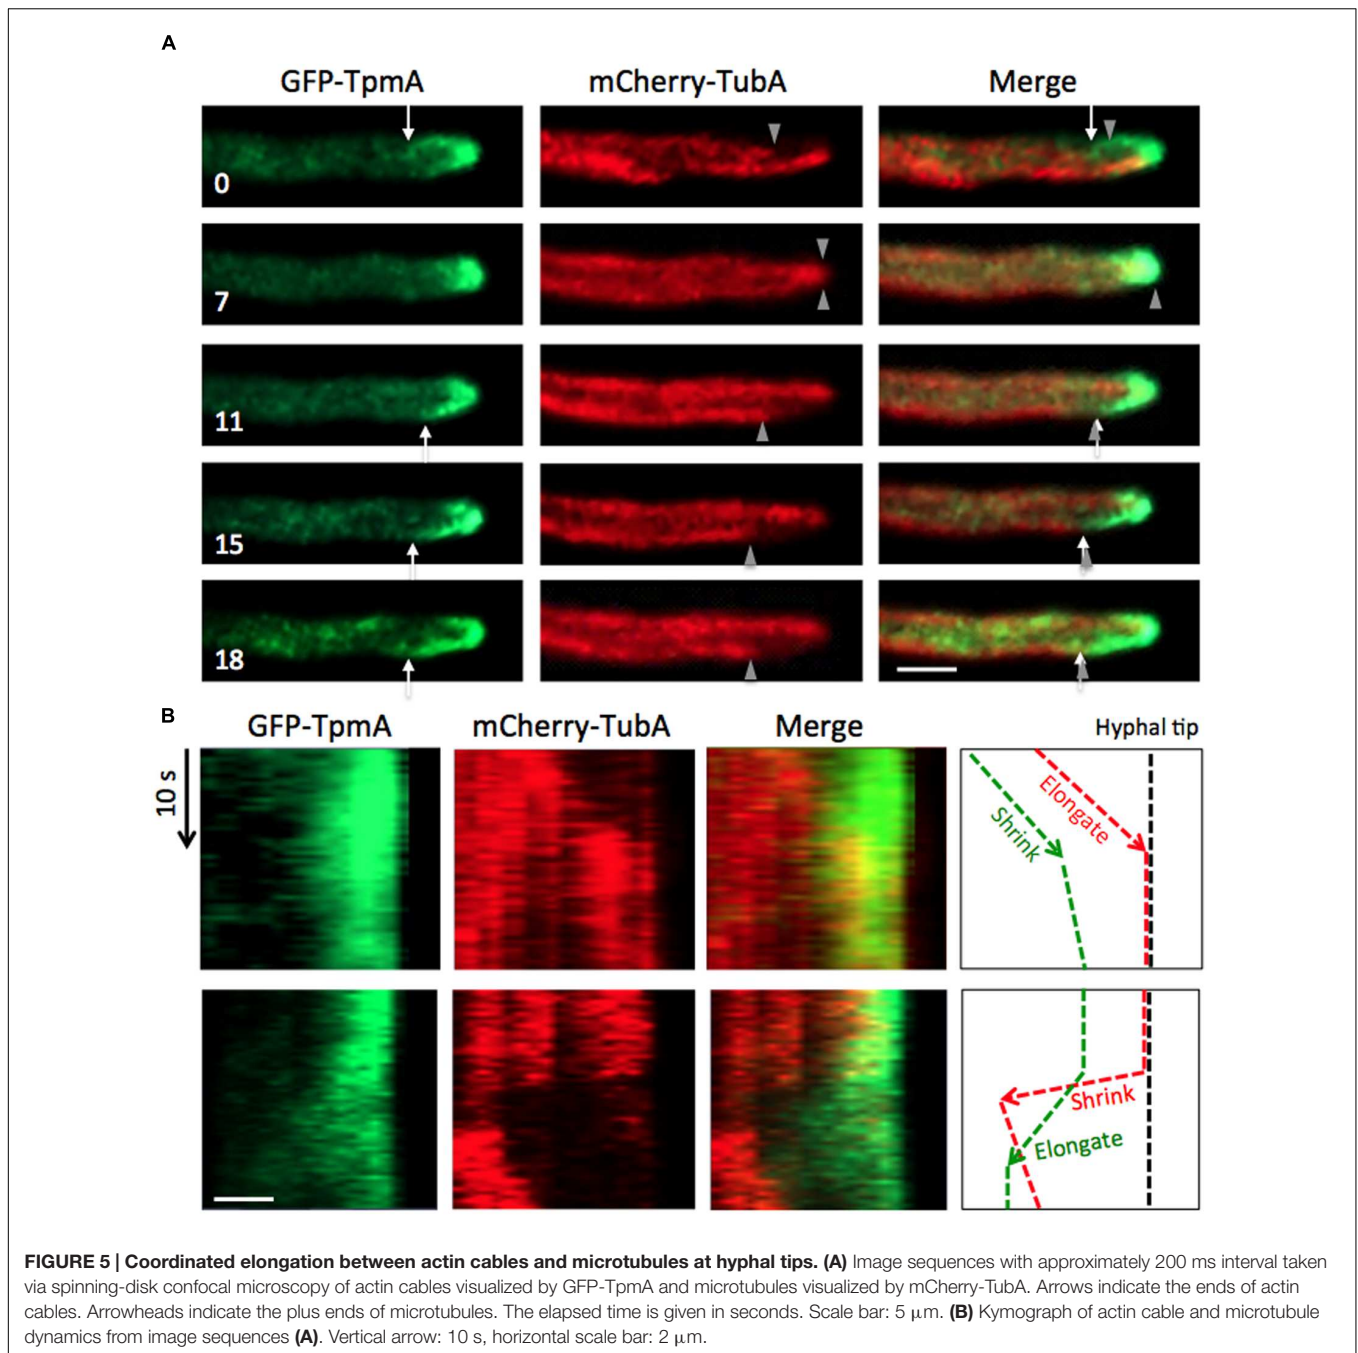 A
GFP-TpmA mCherry-TubA Merge
0
7
11
15
18
B
GFP-TpmA mCherry-TubA Merge Hyphal tip
10 s
Elongate
Shrink
Shrink
Elongate
FIGURE 5 | Coordinated elongation between actin cables and microtubules at hyphal tips. (A) Image sequences with approximately 200 ms interval taken
via spinning-disk confocal microscopy of actin cables visualized by GFP-TpmA and microtubules visualized by mCherry-TubA. Arrows indicate the ends of actin
cables. Arrowheads indicate the plus ends of microtubules. The elapsed time is given in seconds. Scale bar: 5 μm. (B) Kymograph of actin cable and microtubule
dynamics from image sequences (A). Vertical arrow: 10 s, horizontal scale bar: 2 μm.